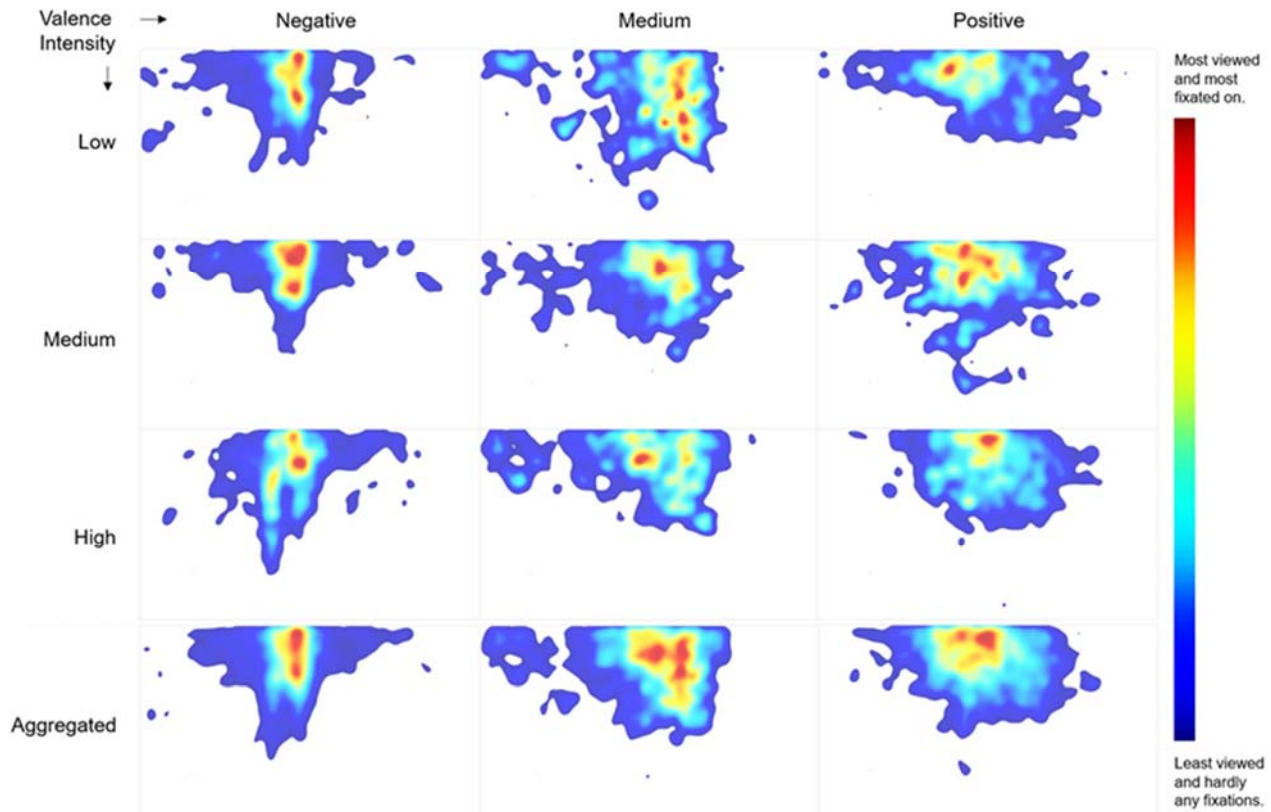 Valence → Negative Medium Positive
Intensity
↓
Most viewed
and most
fixated on.
Low
Medium
High
Aggregated
Least viewed
and hardly
any fixations.